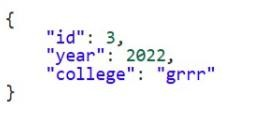 {
    "id": 3,
    "year": 2022,
    "college": "grrr"
}